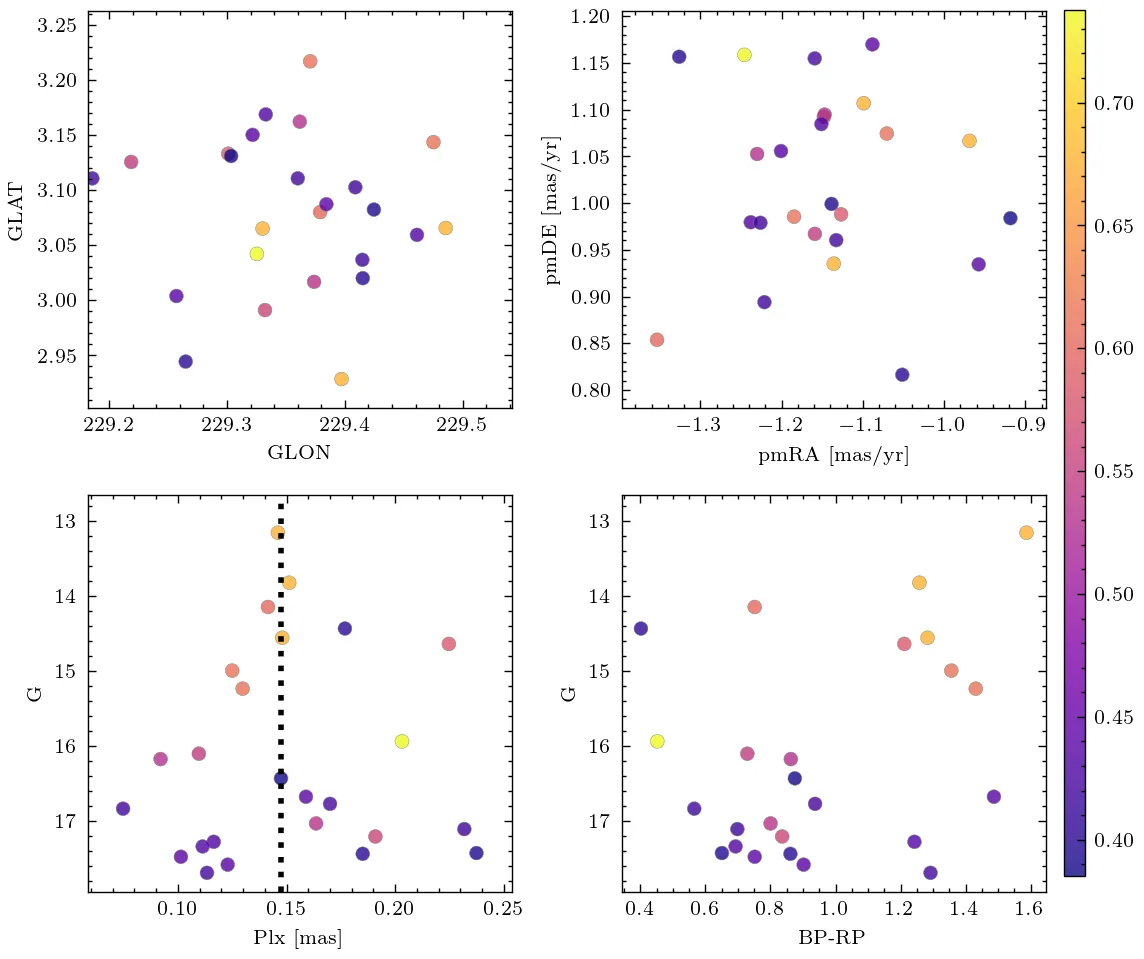 3.25
3.20
3.15
3.10
3.05
3.00
2.95
GLAT
229.2 229.3 229.4 229.5
GLON
1.20
1.15
1.10
1.05
1.00
0.95
0.90
0.85
0.80
pmDE [mas/yr]
−1.3 −1.2 −1.1 −1.0 −0.9
pmRA [mas/yr]
13
14
15
16
17
G
0.10 0.15 0.20 0.25
Plx [mas]
13
14
15
16
17
G
0.4 0.6 0.8 1.0 1.2 1.4 1.6
BP-RP
0.70
0.65
0.60
0.55
0.50
0.45
0.40